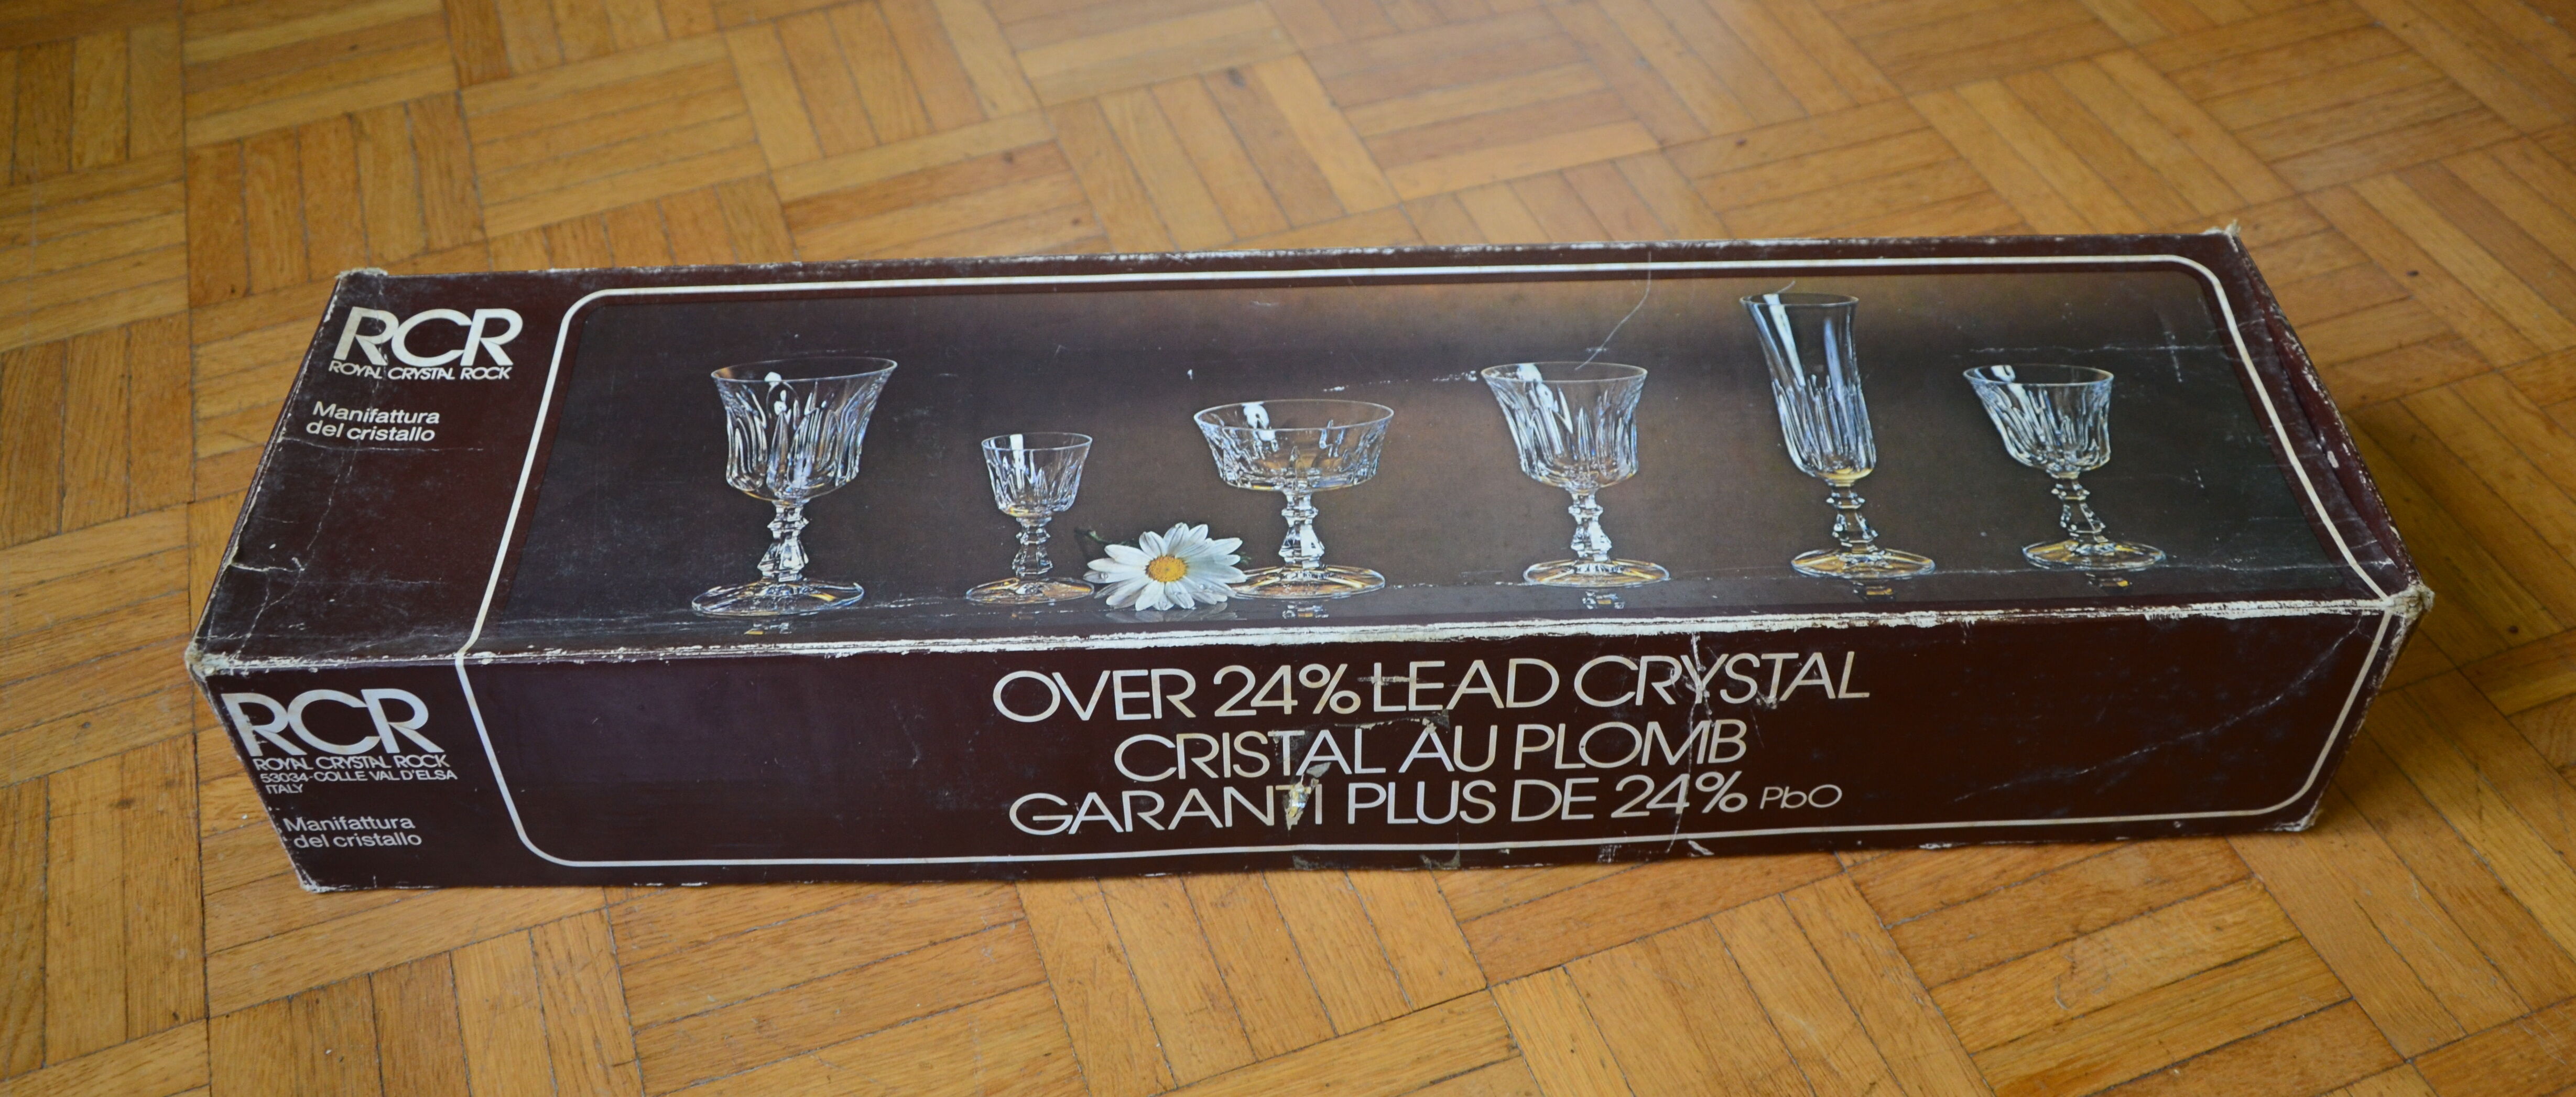 RCR
ROYAL CRYSTAL ROCK
Manifattura
del cristallo
RCR
ROYAL CRYSTAL ROCK
53034-COLLE VAL D'ELSA
ITALY
Manifattura
del cristallo
OVER 24% LEAD CRYSTAL
CRISTAL AU PLOMB
GARANTI PLUS DE 24% PbO